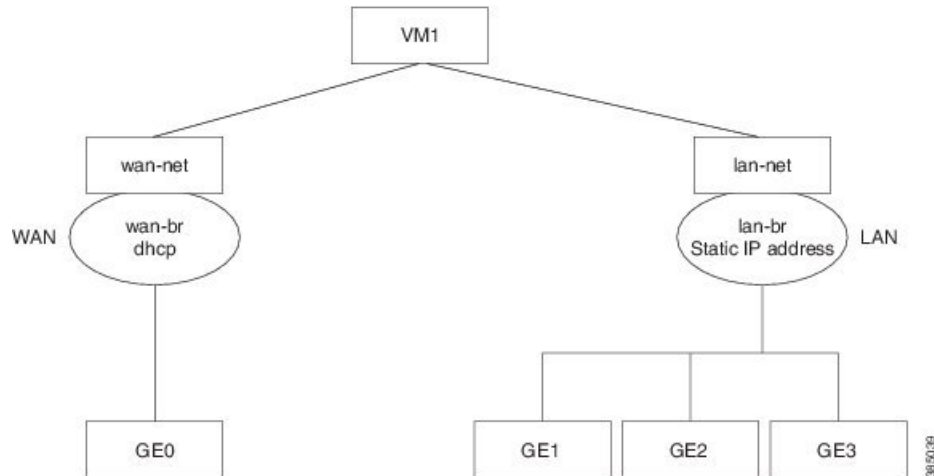 VM1
wan-net
lan-net
WAN
wan-br
dhcp
lan-br
Static IP address
LAN
GE0
GE1
GE2
GE3